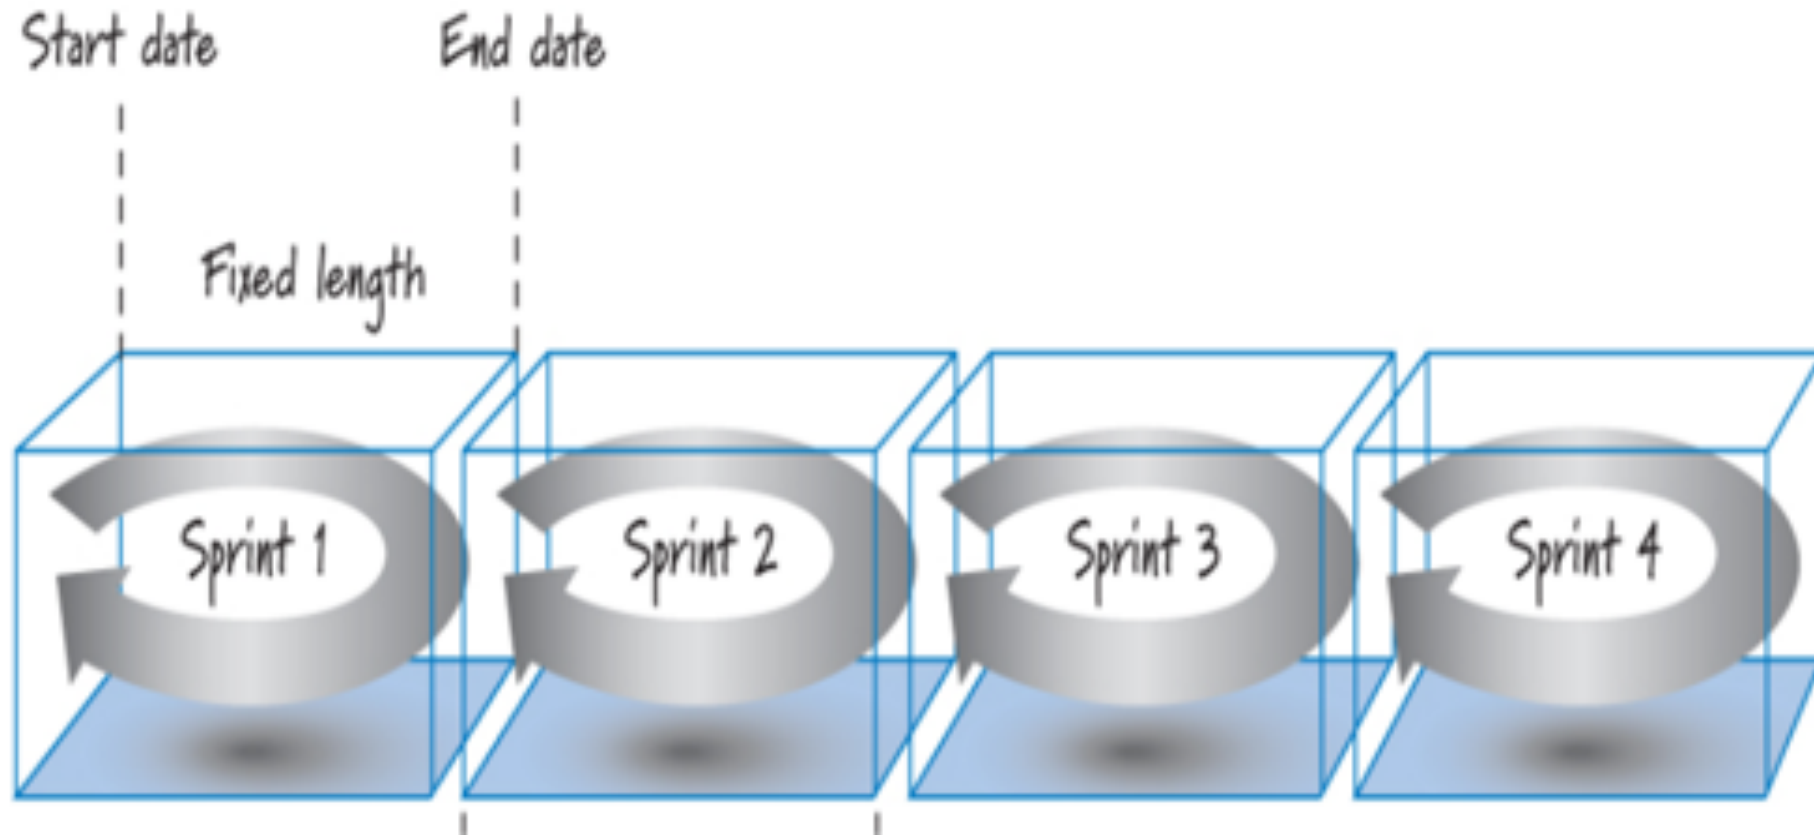 Start date
End date
Fixed length
Sprint 1
Sprint 2
Sprint 3
Sprint 4